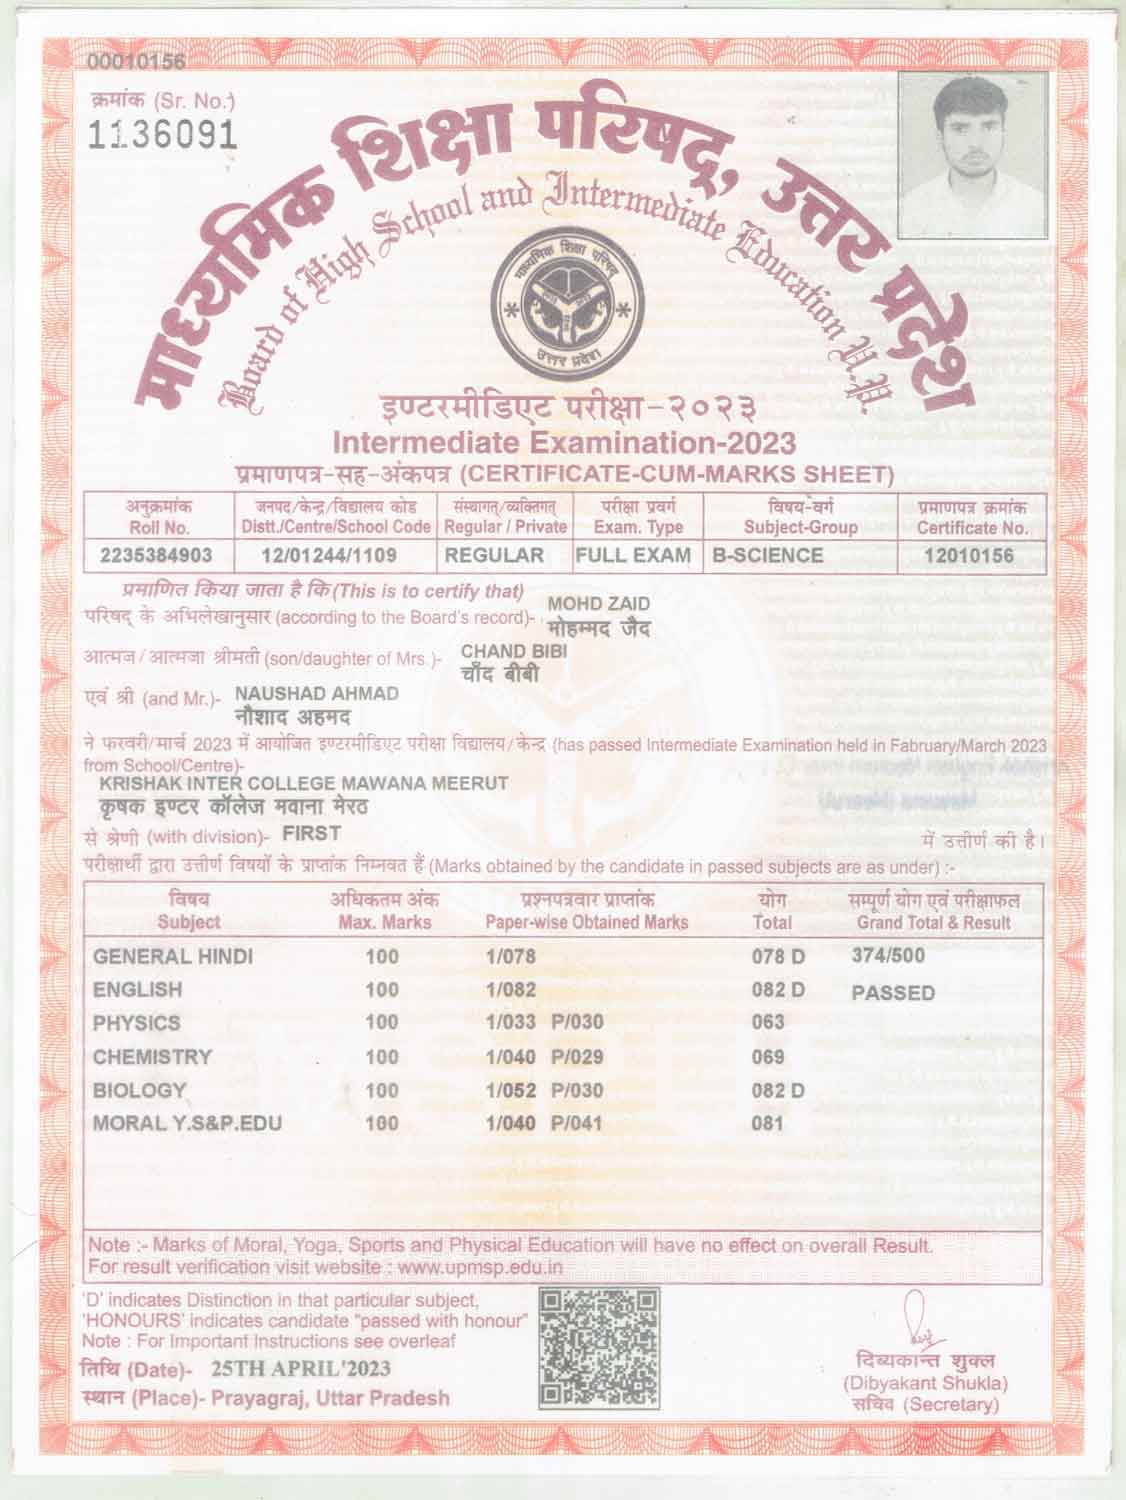 00010156
क्रमांक (Sr. No.)
1136091
माध्यमिक शिक्षा परिषद्, उत्तर प्रदेश
Board of High School and Intermediate Education U.P.
माध्यमिक शिक्षा परिषद
उत्तर प्रदेश
इण्टरमीडिएट परीक्षा-२०२३
Intermediate Examination-2023
प्रमाणपत्र-सह-अंकपत्र (CERTIFICATE-CUM-MARKS SHEET)
अनुक्रमांक जनपद/केन्द्र/विद्यालय कोड संस्थागत/व्यक्तिगत परीक्षा प्रवर्ग विषय-वर्ग प्रमाणपत्र क्रमांक
Roll No. Distt./Centre/School Code Regular / Private Exam. Type Subject-Group Certificate No.
2235384903 12/01244/1109 REGULAR FULL EXAM B-SCIENCE 12010156
प्रमाणित किया जाता है कि (This is to certify that)
परिषद् के अभिलेखानुसार (according to the Board's record)- MOHD ZAID
मोहम्मद जैद
आत्मज / आत्मजा श्रीमती (son/daughter of Mrs.)- CHAND BIBI
चाँद बीबी
एवं श्री (and Mr.)- NAUSHAD AHMAD
नौशाद अहमद
ने फरवरी/मार्च 2023 में आयोजित इण्टरमीडिएट परीक्षा विद्यालय/केन्द्र (has passed Intermediate Examination held in Fabruary/March 2023
from School/Centre)-
KRISHAK INTER COLLEGE MAWANA MEERUT
कृषक इण्टर कॉलेज मवाना मेरठ
से श्रेणी (with division)- FIRST में उत्तीर्ण की है।
परीक्षार्थी द्वारा उत्तीर्ण विषयों के प्राप्तांक निम्नवत हैं (Marks obtained by the candidate in passed subjects are as under) :-
विषय अधिकतम अंक प्रश्नपत्रवार प्राप्तांक योग सम्पूर्ण योग एवं परीक्षाफल
Subject Max. Marks Paper-wise Obtained Marks Total Grand Total & Result
GENERAL HINDI 100 1/078 078 D 374/500
ENGLISH 100 1/082 082 D PASSED
PHYSICS 100 1/033 P/030 063
CHEMISTRY 100 1/040 P/029 069
BIOLOGY 100 1/052 P/030 082 D
MORAL Y.S&P.EDU 100 1/040 P/041 081
Note :- Marks of Moral, Yoga, Sports and Physical Education will have no effect on overall Result.
For result verification visit website : www.upmsp.edu.in
'D' indicates Distinction in that particular subject,
'HONOURS' indicates candidate "passed with honour"
Note : For Important Instructions see overleaf
तिथि (Date)- 25TH APRIL'2023
स्थान (Place)- Prayagraj, Uttar Pradesh
दिव्यकान्त शुक्ल
(Dibyakant Shukla)
सचिव (Secretary)